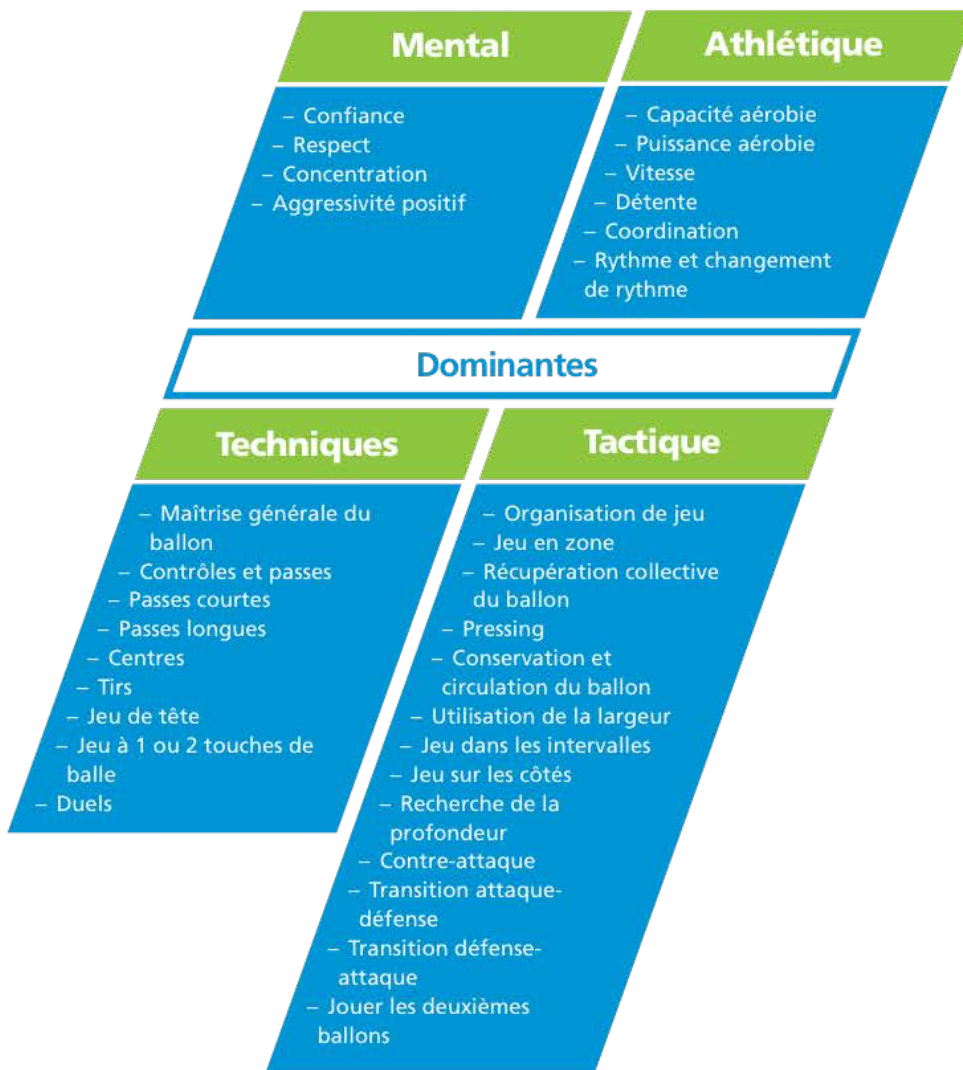 Mental
– Confiance
– Respect
– Concentration
– Aggressivité positif
Athlétique
– Capacité aérobie
– Puissance aérobie
– Vitesse
– Détente
– Coordination
– Rythme et changement
de rythme
Dominantes
Techniques
– Maîtrise générale du
ballon
– Contrôles et passes
– Passes courtes
– Passes longues
– Centres
– Tirs
– Jeu de tête
– Jeu à 1 ou 2 touches de
balle
– Duels
Tactique
– Organisation de jeu
– Jeu en zone
– Récupération collective
du ballon
– Pressing
– Conservation et
circulation du ballon
– Utilisation de la largeur
– Jeu dans les intervalles
– Jeu sur les côtés
– Recherche de la
profondeur
– Contre-attaque
– Transition attaque-
défense
– Transition défense-
attaque
– Jouer les deuxièmes
ballons